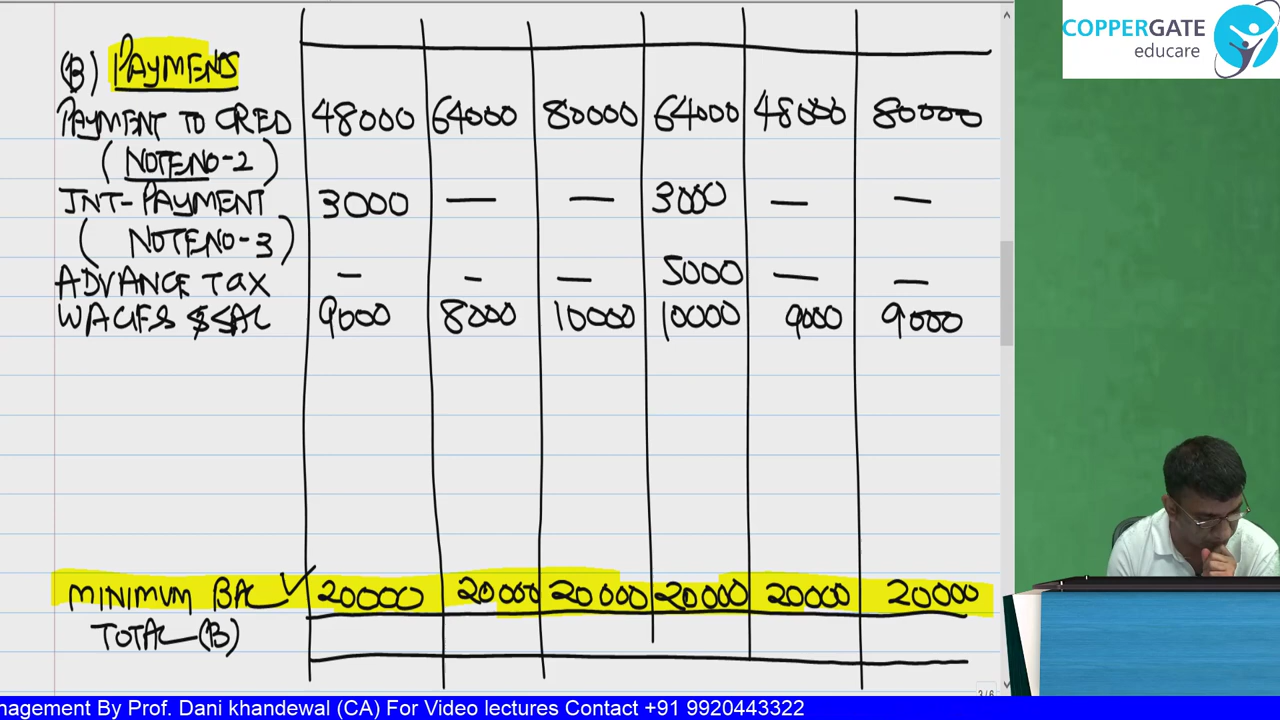 COPPERGATE
educare
(B) PAYMENTS
PAYMENT TO CRED 48000 64000 80000 64000 48000 80000
(NOTE NO-2)
INT-PAYMENT 3000 — — 3000 — —
(NOTE NO-3)
ADVANCE TAX — - — 5000 — —
WAGES & SAL 9000 8000 10000 10000 9000 9000
MINIMUM BAL ✓ 20000 20000 20000 20000 20000 20000
TOTAL (B)
3/6
nagement By Prof. Dani khandewal (CA) For Video lectures Contact +91 9920443322